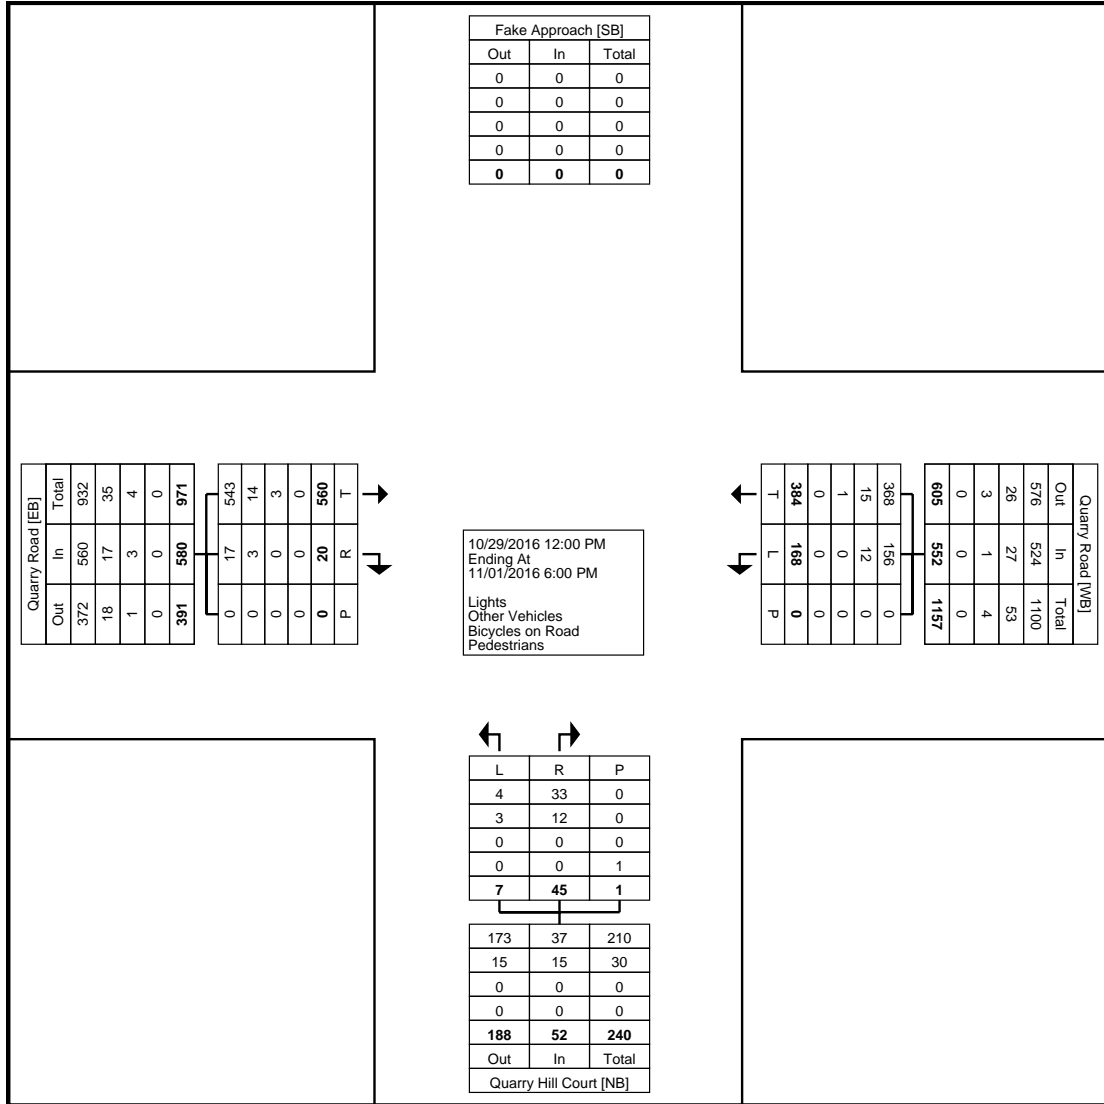 Fake Approach [SB]
Out In Total
0 0 0
0 0 0
0 0 0
0 0 0
0 0 0
Quarry Road [EB]
Total 932 35 4 0 971
In 560 17 3 0 580
Out 372 18 1 0 391
543 14 3 0 560 T
17 3 0 0 20 R
0 0 0 0 0 P
10/29/2016 12:00 PM
Ending At
11/01/2016 6:00 PM
Lights
Other Vehicles
Bicycles on Road
Pedestrians
T 384 0 1 15 368
L 168 0 0 12 156
P 0 0 0 0 0
605 0 3 26 576 Out
552 0 1 27 524 In
1157 0 4 53 1100 Total
Quarry Road [WB]
L R P
4 33 0
3 12 0
0 0 0
0 0 1
7 45 1
173 37 210
15 15 30
0 0 0
0 0 0
188 52 240
Out In Total
Quarry Hill Court [NB]